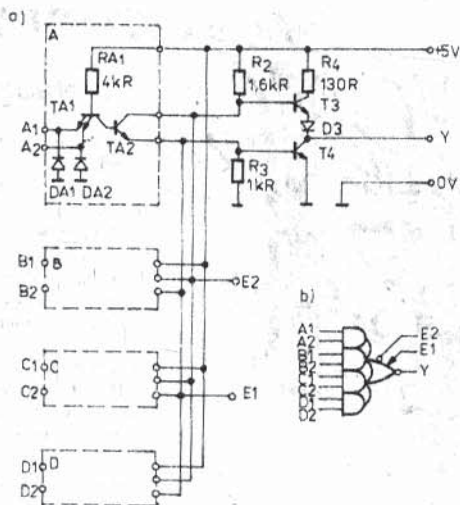 a)
A
RA1
4kR
TA1
A1
A2
TA2
DA1 DA2
R2
1,6kR
R4
130R
T3
D3
T4
R3
1kR
+5V
Y
0V
B1 B
B2
E2
C1 C
C2
E1
D1 D
D2
b)
A1
A2
B1
B2
C1
C2
D1
D2
E2
E1
Y